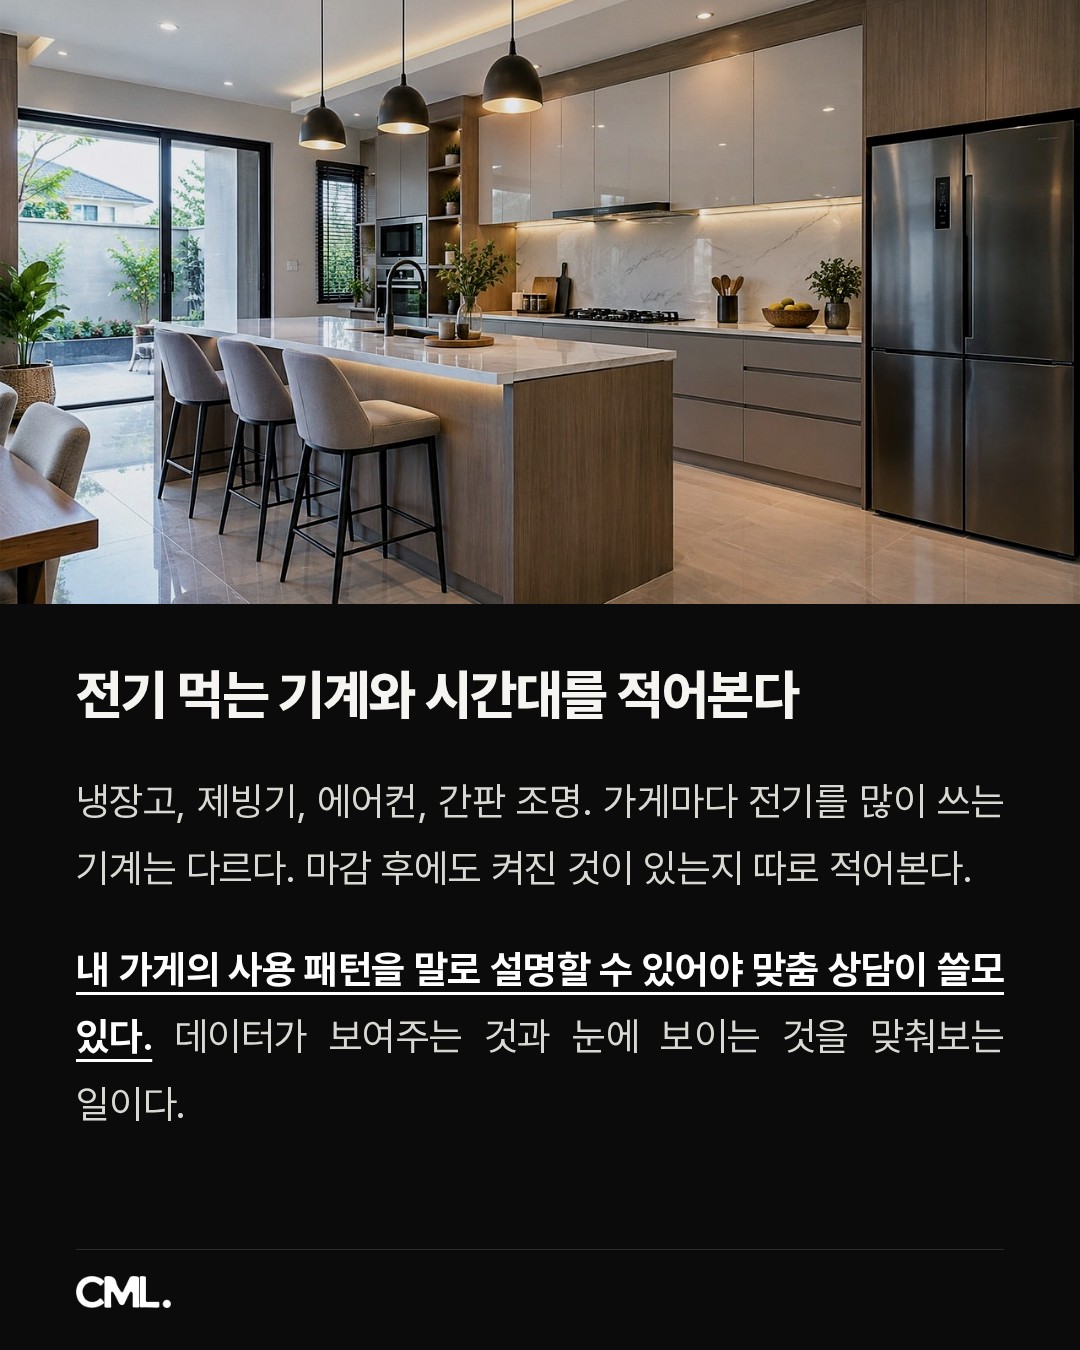 전기 먹는 기계와 시간대를 적어본다
냉장고, 제빙기, 에어컨, 간판 조명. 가게마다 전기를 많이 쓰는
기계는 다르다. 마감 후에도 켜진 것이 있는지 따로 적어본다.
내 가게의 사용 패턴을 말로 설명할 수 있어야 맞춤 상담이 쓸모
있다. 데이터가 보여주는 것과 눈에 보이는 것을 맞춰보는
일이다.
CML.